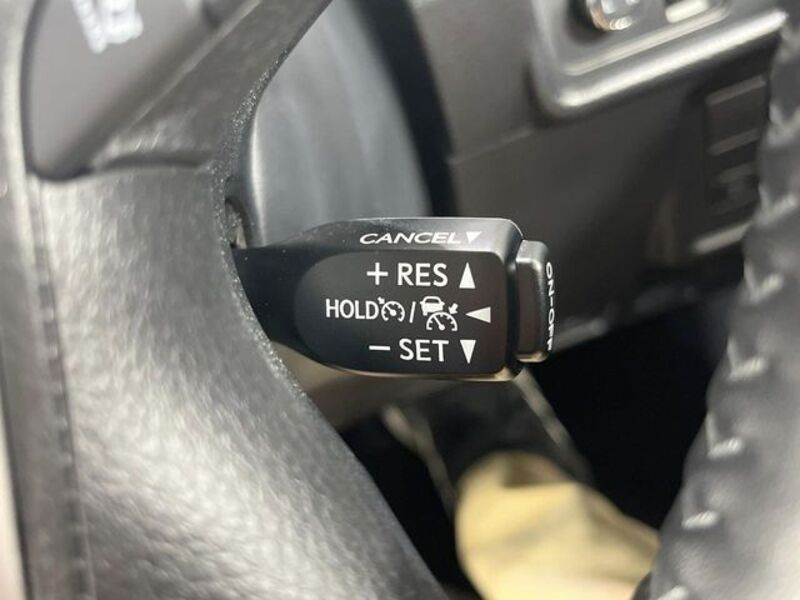 CANCEL▼
+ RES ▲
HOLD / ◀
− SET ▼
ON-OFF